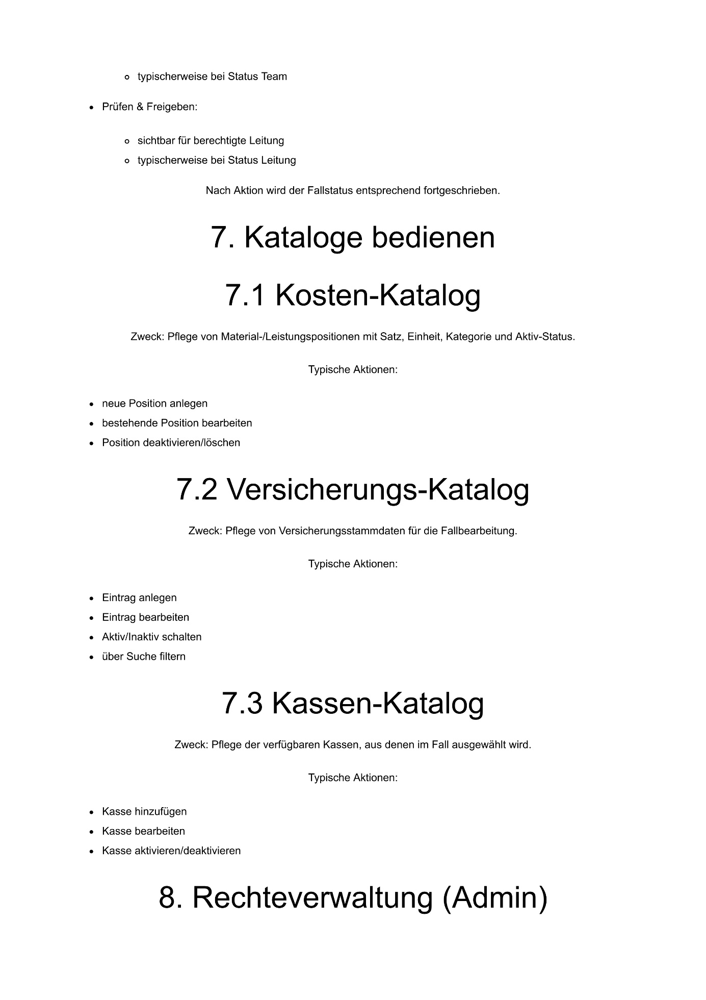 typischerweise bei Status Team
Prüfen & Freigeben:
sichtbar für berechtigte Leitung
typischerweise bei Status Leitung
Nach Aktion wird der Fallstatus entsprechend fortgeschrieben.
7. Kataloge bedienen
7.1 Kosten-Katalog
Zweck: Pflege von Material-/Leistungspositionen mit Satz, Einheit, Kategorie und Aktiv-Status.
Typische Aktionen:
neue Position anlegen
bestehende Position bearbeiten
Position deaktivieren/löschen
7.2 Versicherungs-Katalog
Zweck: Pflege von Versicherungsstammdaten für die Fallbearbeitung.
Typische Aktionen:
Eintrag anlegen
Eintrag bearbeiten
Aktiv/Inaktiv schalten
über Suche filtern
7.3 Kassen-Katalog
Zweck: Pflege der verfügbaren Kassen, aus denen im Fall ausgewählt wird.
Typische Aktionen:
Kasse hinzufügen
Kasse bearbeiten
Kasse aktivieren/deaktivieren
8. Rechteverwaltung (Admin)